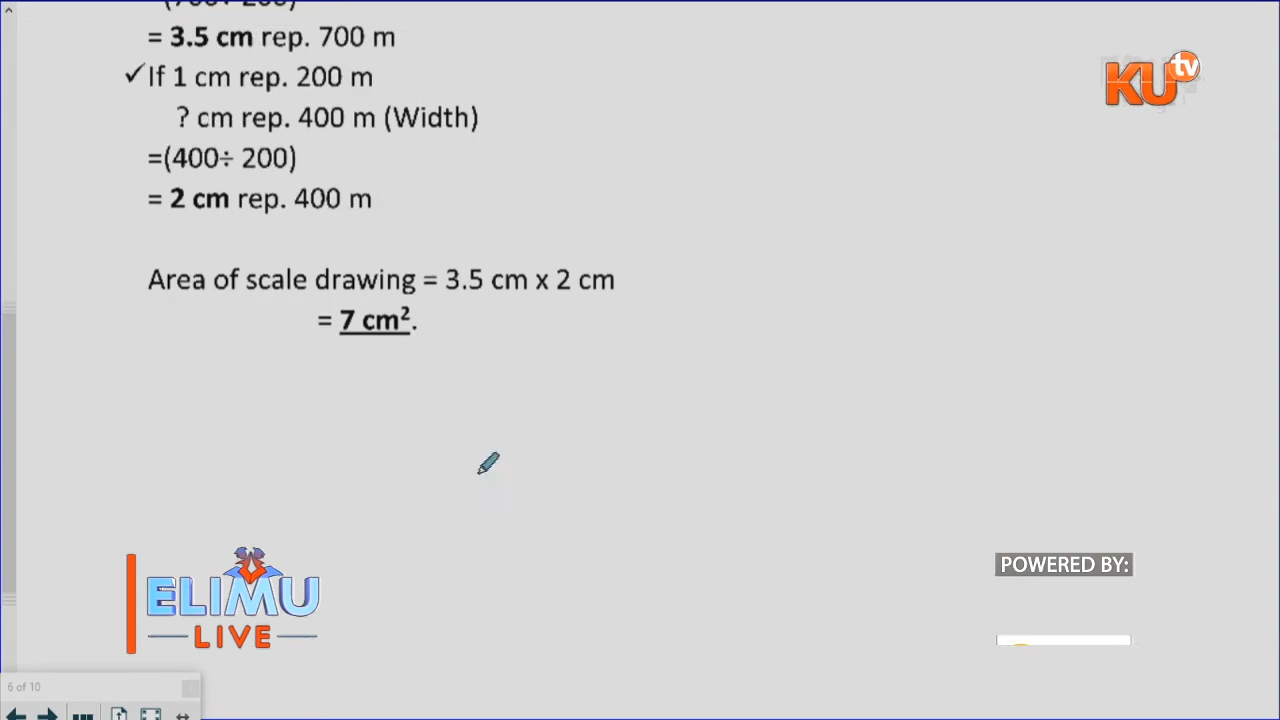 (700÷ 200)
= 3.5 cm rep. 700 m
✓If 1 cm rep. 200 m
? cm rep. 400 m (Width)
=(400÷ 200)
= 2 cm rep. 400 m
Area of scale drawing = 3.5 cm x 2 cm
= 7 cm².
KU tv
ELIMU
LIVE
POWERED BY:
6 of 10